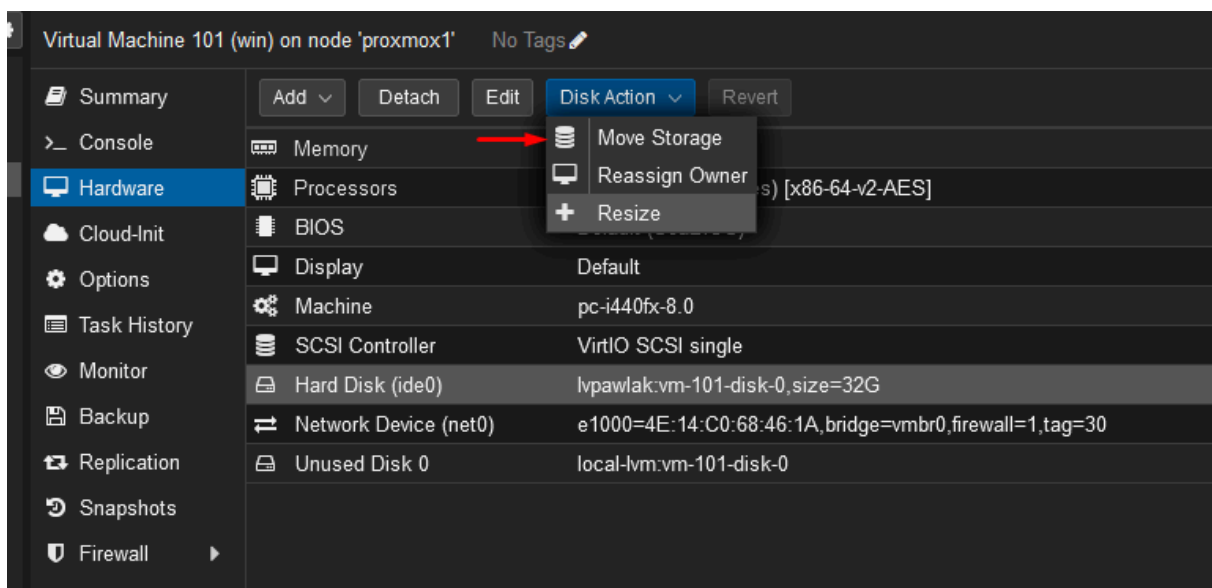 Virtual Machine 101 (win) on node 'proxmox1' No Tags
Summary
Console
Hardware
Cloud-Init
Options
Task History
Monitor
Backup
Replication
Snapshots
Firewall
Add Detach Edit Disk Action Revert
Move Storage
Reassign Owner
Resize
Memory
Processors s) [x86-64-v2-AES]
BIOS
Display Default
Machine pc-i440fx-8.0
SCSI Controller VirtIO SCSI single
Hard Disk (ide0) lvpawlak:vm-101-disk-0,size=32G
Network Device (net0) e1000=4E:14:C0:68:46:1A,bridge=vmbr0,firewall=1,tag=30
Unused Disk 0 local-lvm:vm-101-disk-0